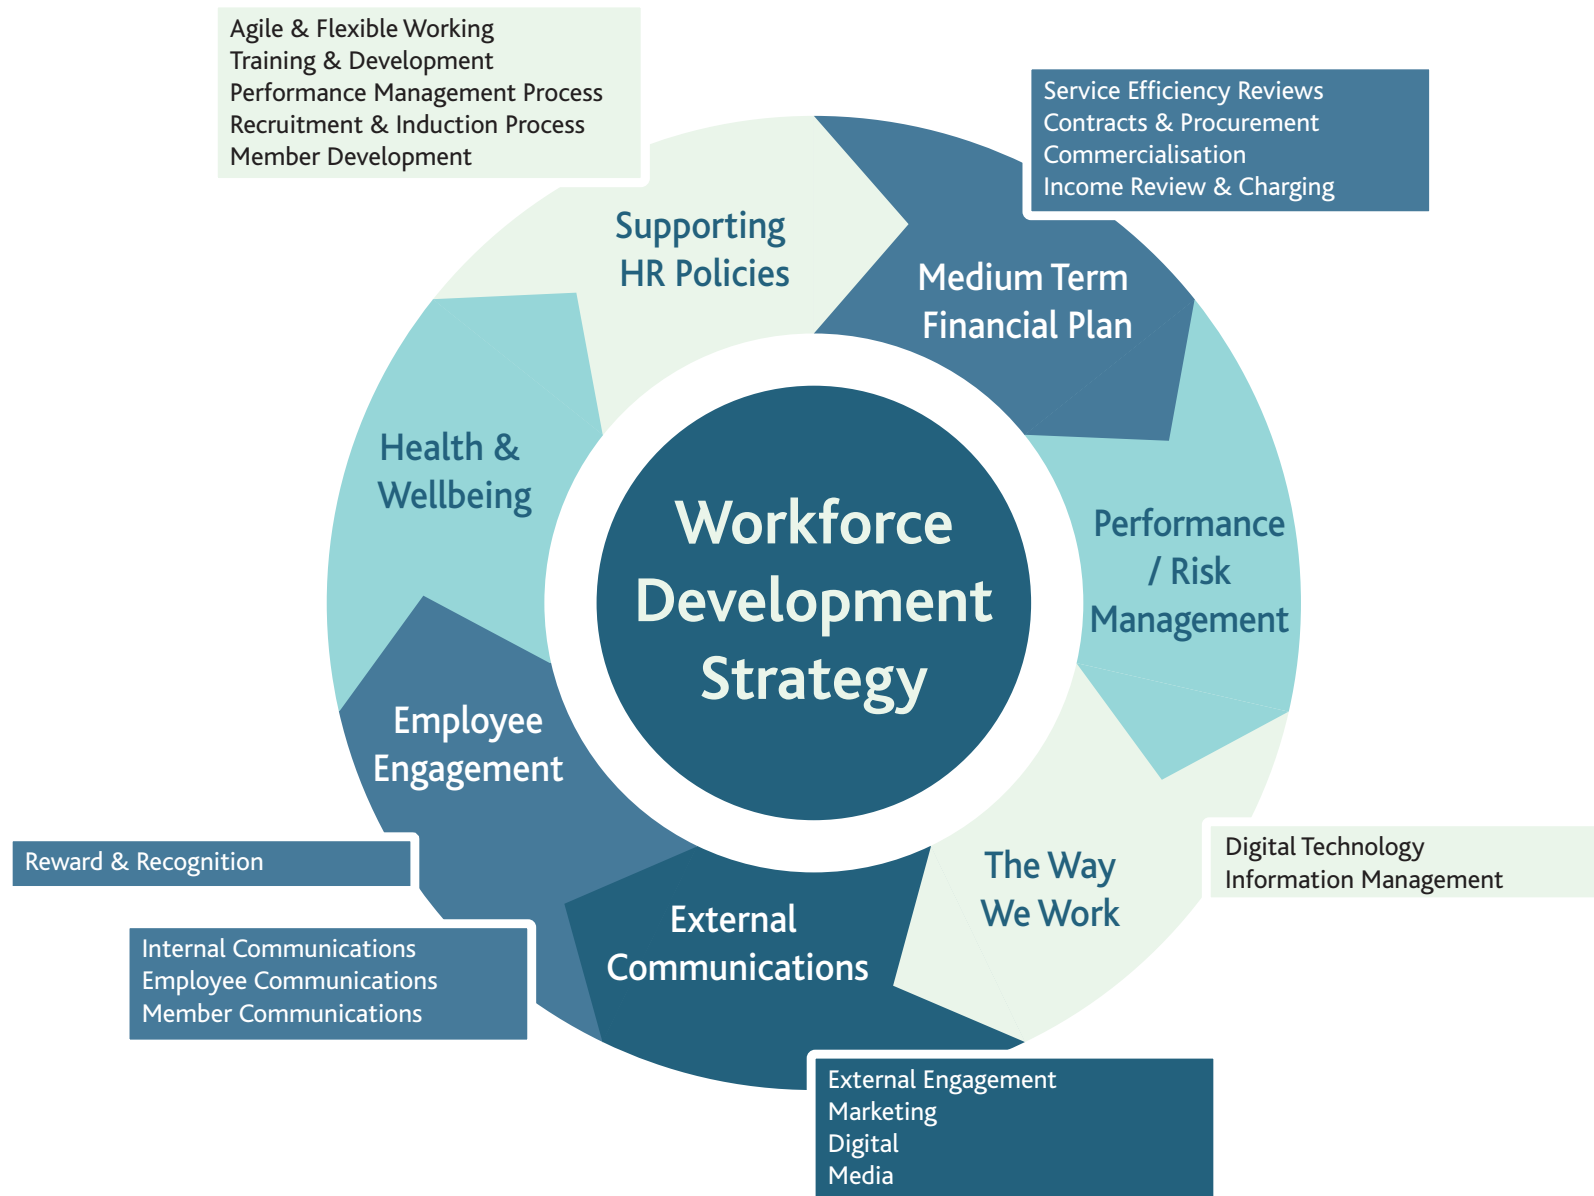 Agile & Flexible Working
Training & Development
Performance Management Process
Recruitment & Induction Process
Member Development
Service Efficiency Reviews
Contracts & Procurement
Commercialisation
Income Review & Charging
Supporting
HR Policies
Medium Term
Financial Plan
Health &
Wellbeing
Performance
/ Risk
Management
Workforce
Development
Strategy
Employee
Engagement
The Way
We Work
External
Communications
Reward & Recognition
Digital Technology
Information Management
Internal Communications
Employee Communications
Member Communications
External Engagement
Marketing
Digital
Media